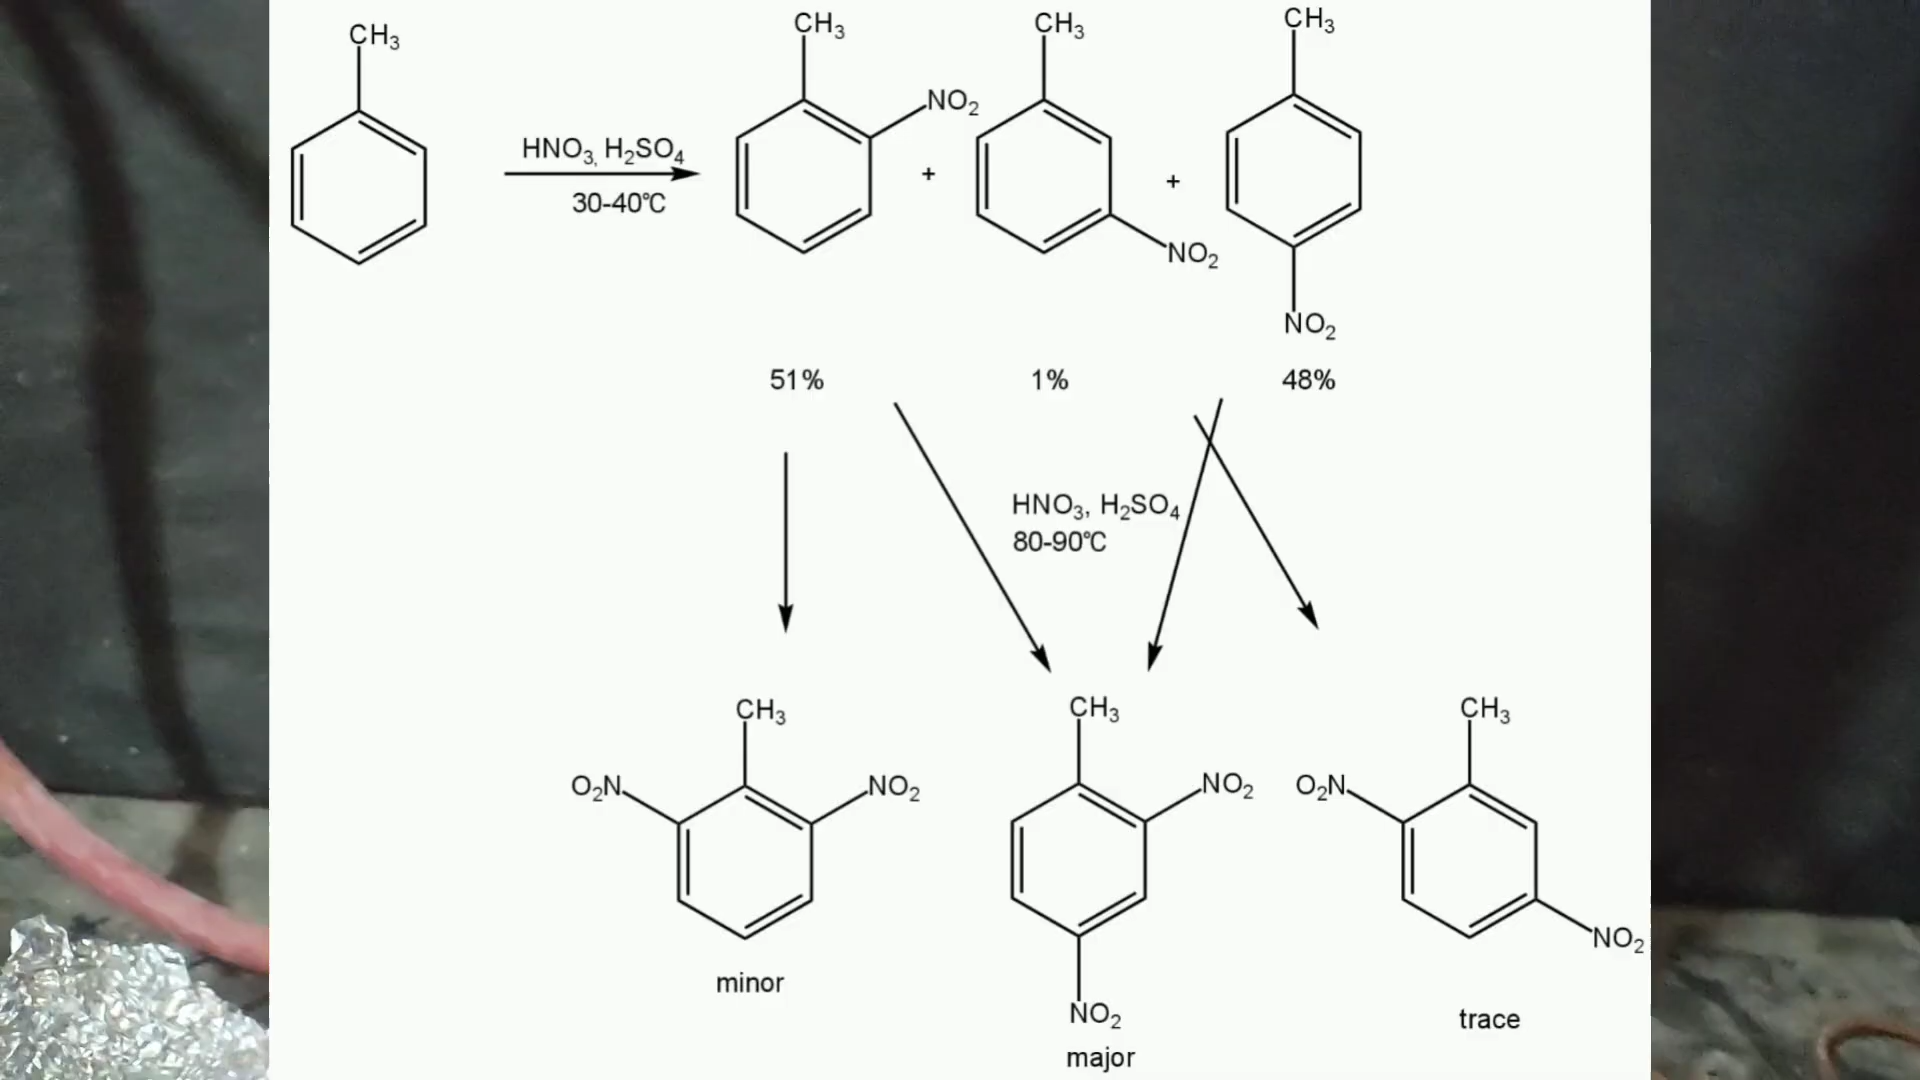 CH3
CH3
CH3
CH3
HNO3, H2SO4
30-40℃
NO2
+
NO2
+
NO2
51%
1%
48%
HNO3, H2SO4
80-90℃
CH3
O2N
NO2
minor
CH3
NO2
NO2
major
CH3
O2N
NO2
trace